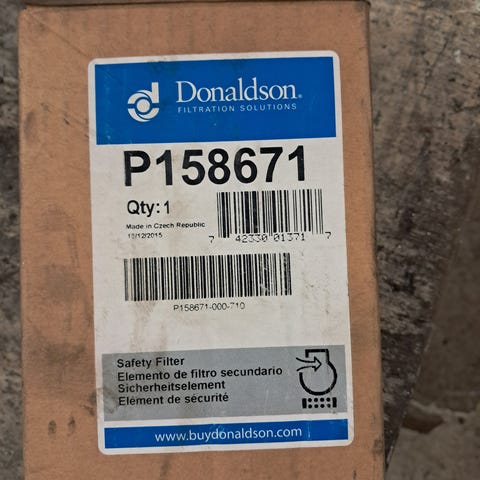 Donaldson®
FILTRATION SOLUTIONS
P158671
Qty: 1
Made in Czech Republic
10/12/2015
7 42330 01371 7
P158671-000-710
Safety Filter
Elemento de filtro secundario
Sicherheitselement
Elément de sécurité
www.buydonaldson.com